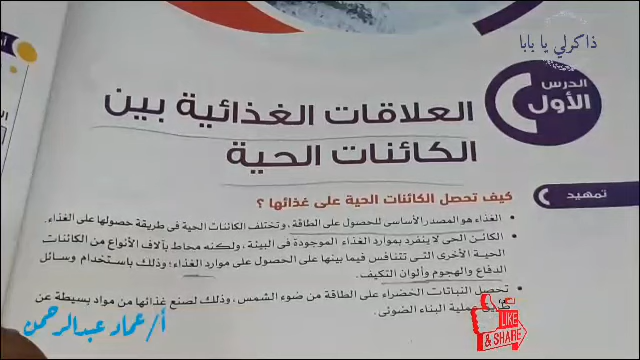 ذاكرلي يا بابا
الدرس
الأول
العلاقات الغذائية بين
الكائنات الحية
تمهيد
كيف تحصل الكائنات الحية على غذائها ؟
• الغذاء هو المصدر الأساسى للحصول على الطاقة، وتختلف الكائنات الحية فى طريقة حصولها على الغذاء.
• الكائن الحى لا ينفرد بموارد الغذاء الموجودة فى البيئة، ولكنه محاط بآلاف الأنواع من الكائنات
الحية الأخرى التى تتنافس فيما بينها على الحصول على موارد الغذاء؛ وذلك باستخدام وسائل
الدفاع والهجوم وألوان التكيف.
• تحصل النباتات الخضراء على الطاقة من ضوء الشمس، وذلك لصنع غذائها من مواد بسيطة عن
طريق عملية البناء الضوئى.
أ/عماد عبدالرحمن
LIKE
& SHARE